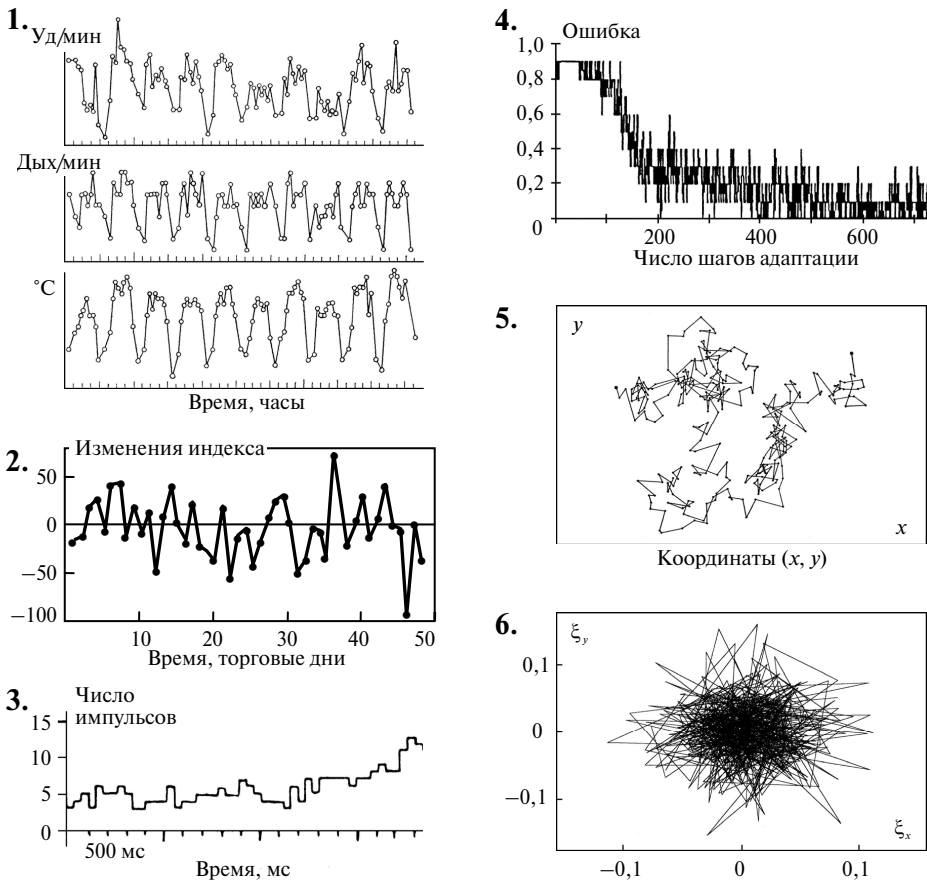 1.
Уд/мин
Дых/мин
°C
Время, часы
2.
Изменения индекса
50
0
−50
−100
10 20 30 40 50
Время, торговые дни
3.
Число
импульсов
15
10
5
0
500 мс
Время, мс
4.
Ошибка
1,0
0,8
0,6
0,4
0,2
0
200 400 600
Число шагов адаптации
5.
y
x
Координаты (x, y)
6.
ξy
0,1
0
−0,1
ξx
−0,1 0 0,1